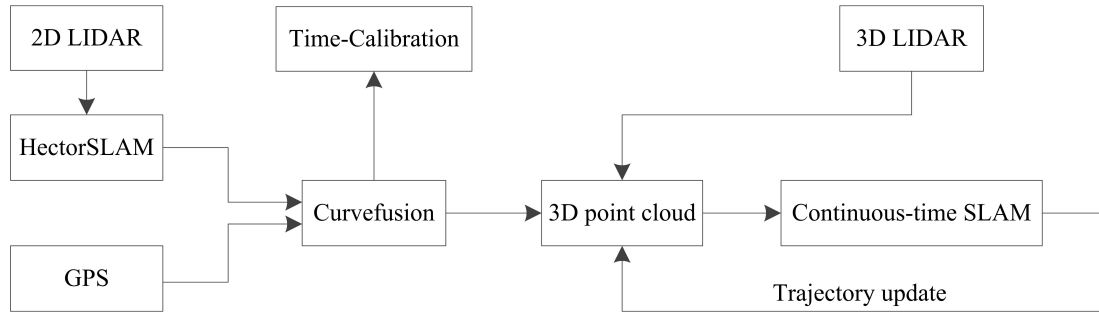 2D LIDAR
Time-Calibration
3D LIDAR
HectorSLAM
Curvefusion
3D point cloud
Continuous-time SLAM
GPS
Trajectory update